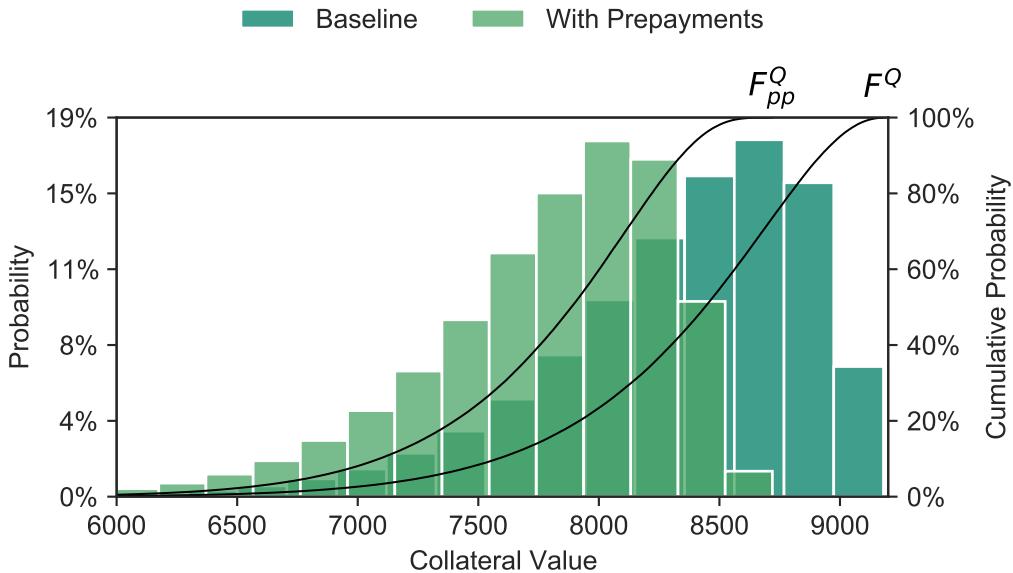 Baseline
With Prepayments
F^Q_pp
F^Q
19%
15%
11%
8%
4%
0%
Probability
100%
80%
60%
40%
20%
0%
Cumulative Probability
6000 6500 7000 7500 8000 8500 9000
Collateral Value